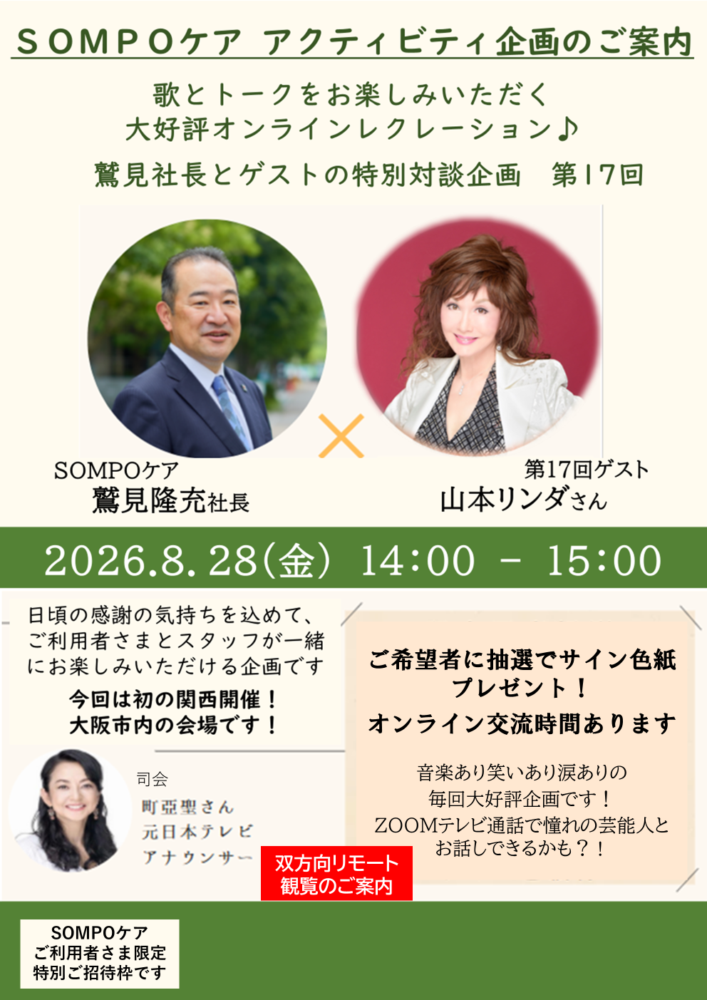 ＳＯＭＰＯケア アクティビティ企画のご案内
歌とトークをお楽しみいただく
大好評オンラインレクレーション♪
鷲見社長とゲストの特別対談企画　第17回
SOMPOケア
鷲見隆充社長
第17回ゲスト
山本リンダさん
2026.8.28(金) 14:00 - 15:00
日頃の感謝の気持ちを込めて、
ご利用者さまとスタッフが一緒
にお楽しみいただける企画です
今回は初の関西開催！
大阪市内の会場です！
司会
町亞聖さん
元日本テレビ
アナウンサー
ご希望者に抽選でサイン色紙
プレゼント！
オンライン交流時間あります
音楽あり笑いあり涙ありの
毎回大好評企画です！
ZOOMテレビ通話で憧れの芸能人と
お話しできるかも？！
双方向リモート
観覧のご案内
SOMPOケア
ご利用者さま限定
特別ご招待枠です